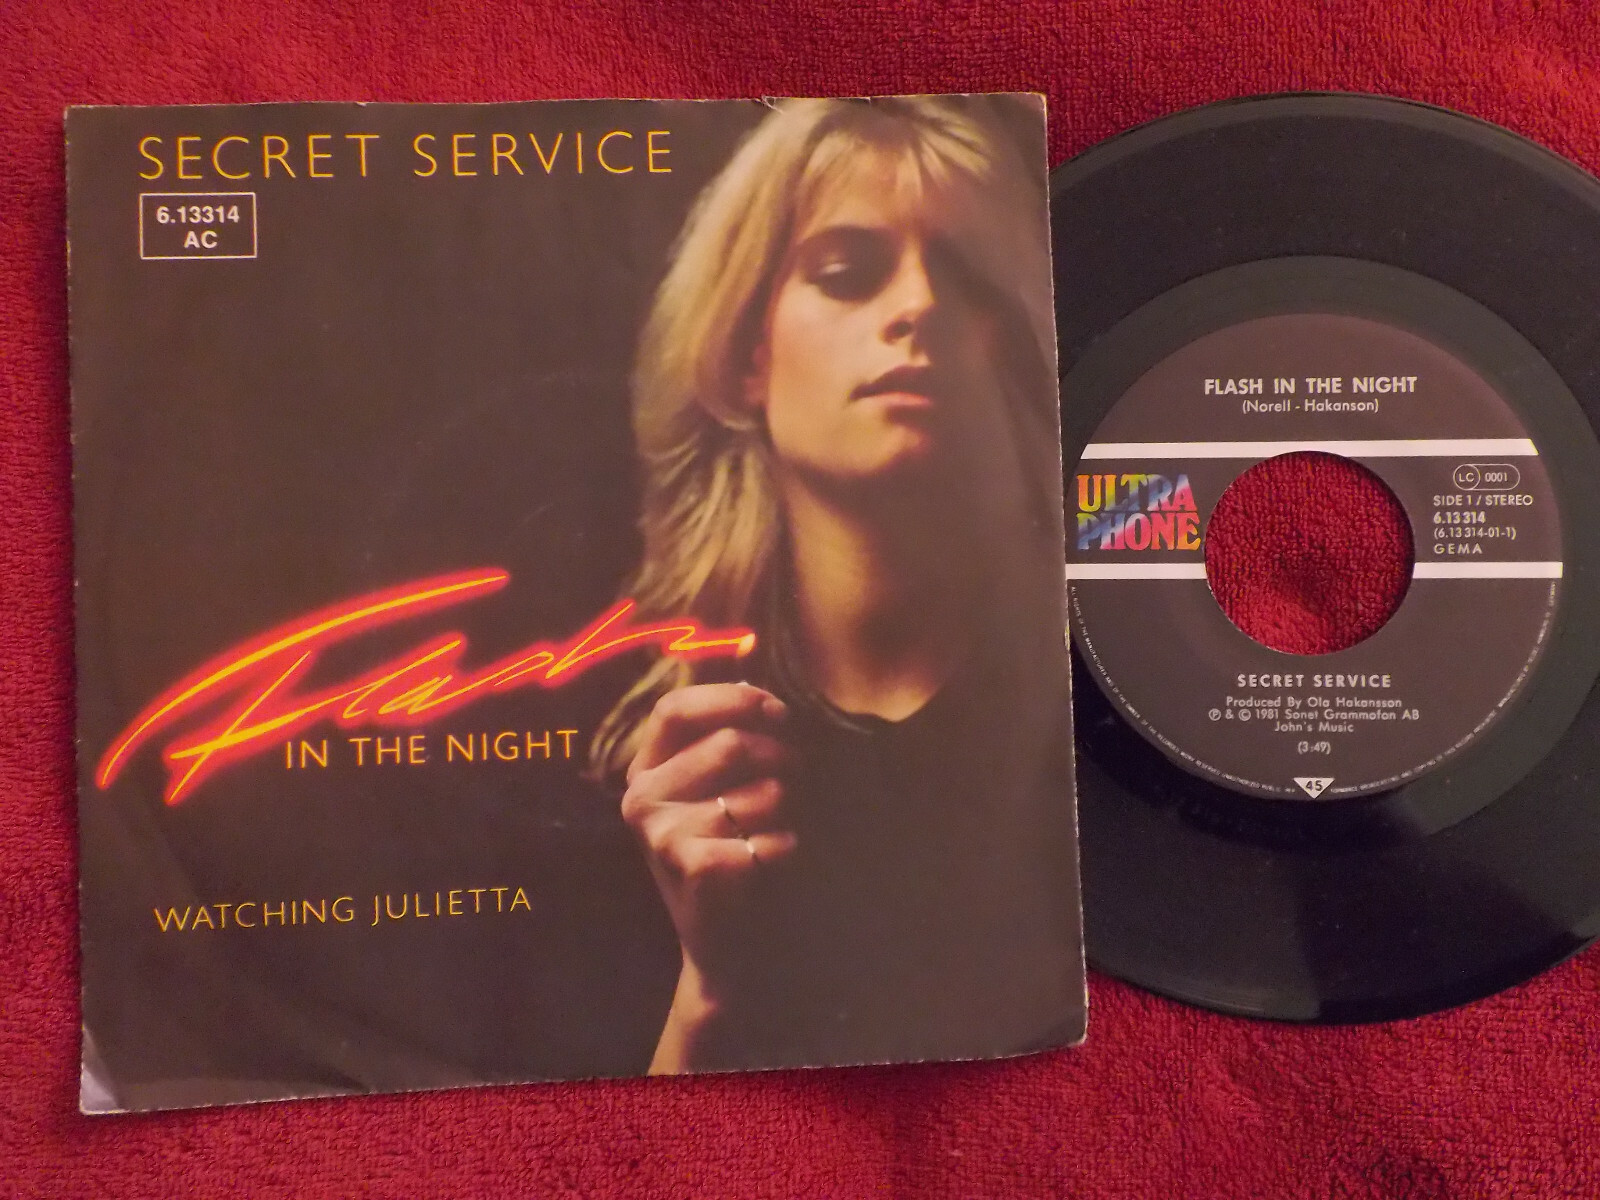 SECRET SERVICE
6.13314
AC
Flash
IN THE NIGHT
WATCHING JULIETTA
FLASH IN THE NIGHT
(Norell - Hakanson)
ULTRA
PHONE
LC 0001
SIDE 1 / STEREO
6.13 314
(6.13 314-01-1)
GEMA
SECRET SERVICE
Produced By Ola Hakansson
℗ & © 1981 Sonet Grammofon AB
John's Music
(3:49)
45